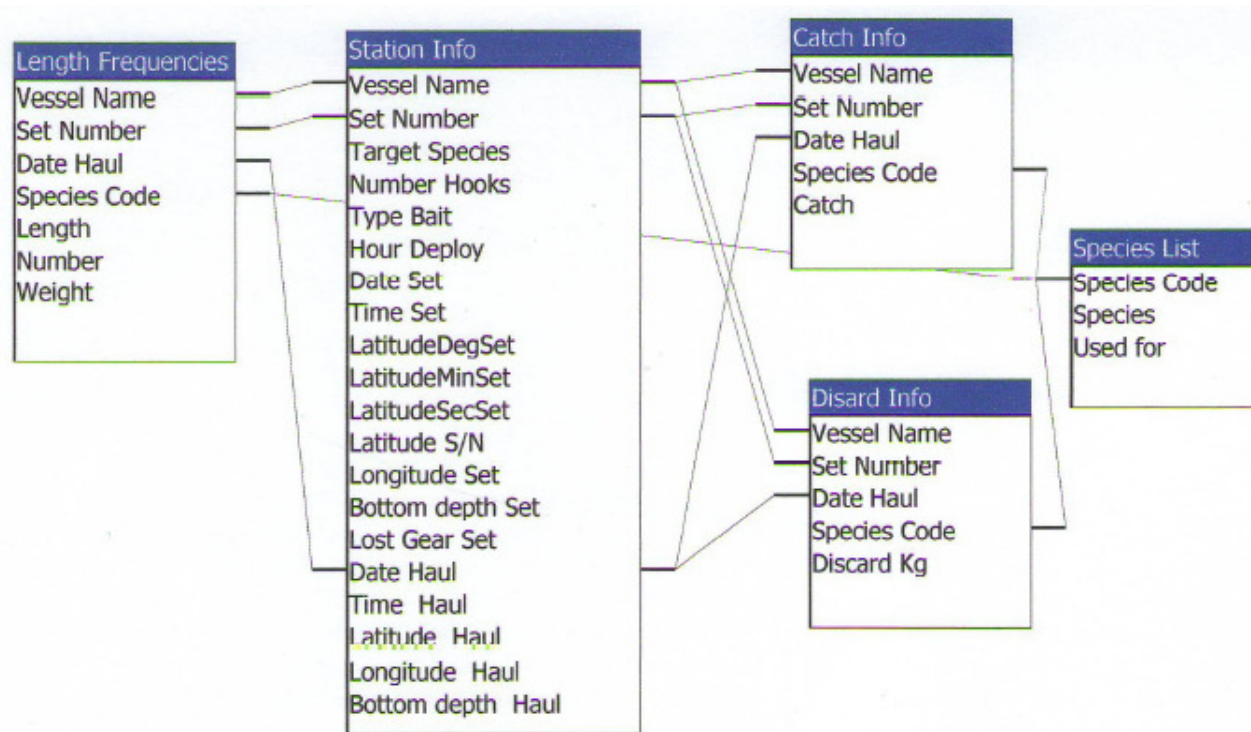 Length Frequencies
Vessel Name
Set Number
Date Haul
Species Code
Length
Number
Weight
Station Info
Vessel Name
Set Number
Target Species
Number Hooks
Type Bait
Hour Deploy
Date Set
Time Set
LatitudeDegSet
LatitudeMinSet
LatitudeSecSet
Latitude S/N
Longitude Set
Bottom depth Set
Lost Gear Set
Date Haul
Time Haul
Latitude Haul
Longitude Haul
Bottom depth Haul
Catch Info
Vessel Name
Set Number
Date Haul
Species Code
Catch
Disard Info
Vessel Name
Set Number
Date Haul
Species Code
Discard Kg
Species List
Species Code
Species
Used for